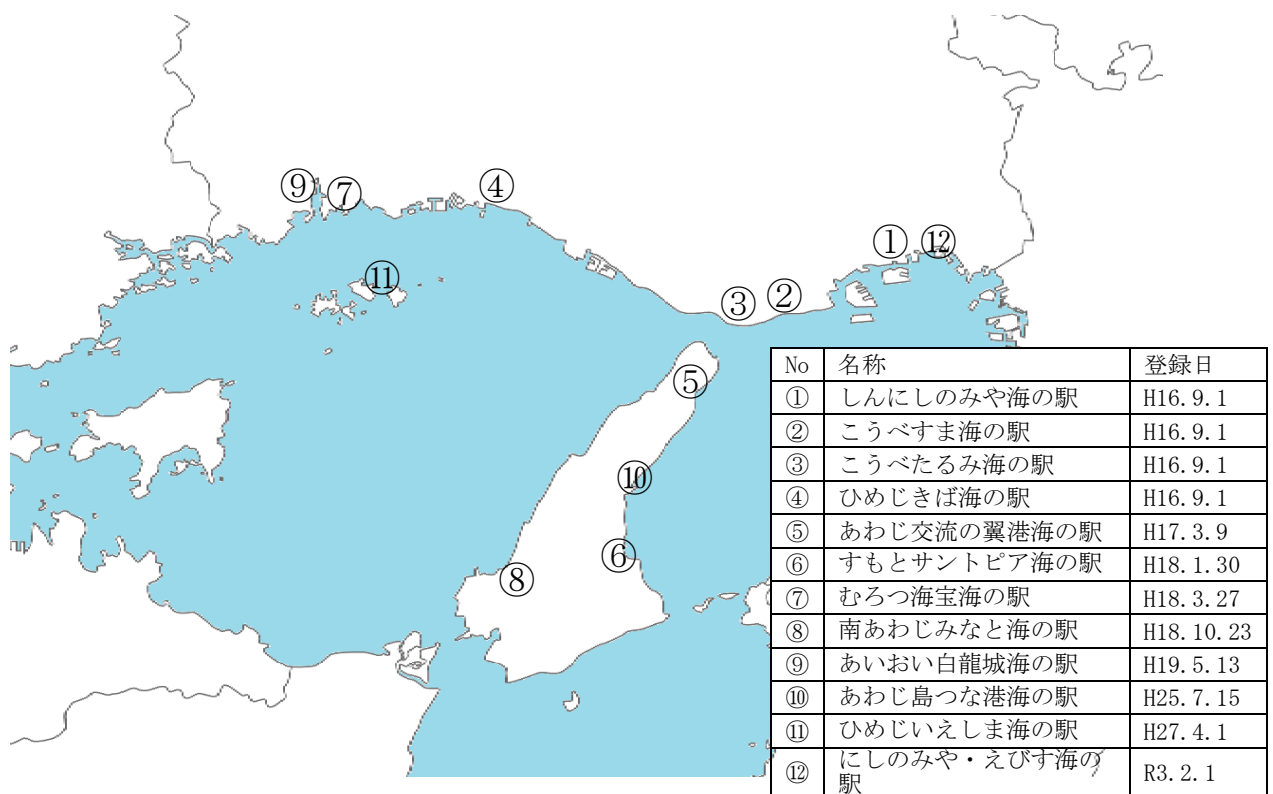 ⑨
⑦
④
①
⑫
⑪
③
②
⑤
⑩
⑥
⑧
No 名称 登録日
① しんにしのみや海の駅 H16.9.1
② こうべすま海の駅 H16.9.1
③ こうべたるみ海の駅 H16.9.1
④ ひめじきば海の駅 H16.9.1
⑤ あわじ交流の翼港海の駅 H17.3.9
⑥ すもとサントピア海の駅 H18.1.30
⑦ むろつ海宝海の駅 H18.3.27
⑧ 南あわじみなと海の駅 H18.10.23
⑨ あいおい白龍城海の駅 H19.5.13
⑩ あわじ島つな港海の駅 H25.7.15
⑪ ひめじいえしま海の駅 H27.4.1
⑫ にしのみや・えびす海の
駅 R3.2.1